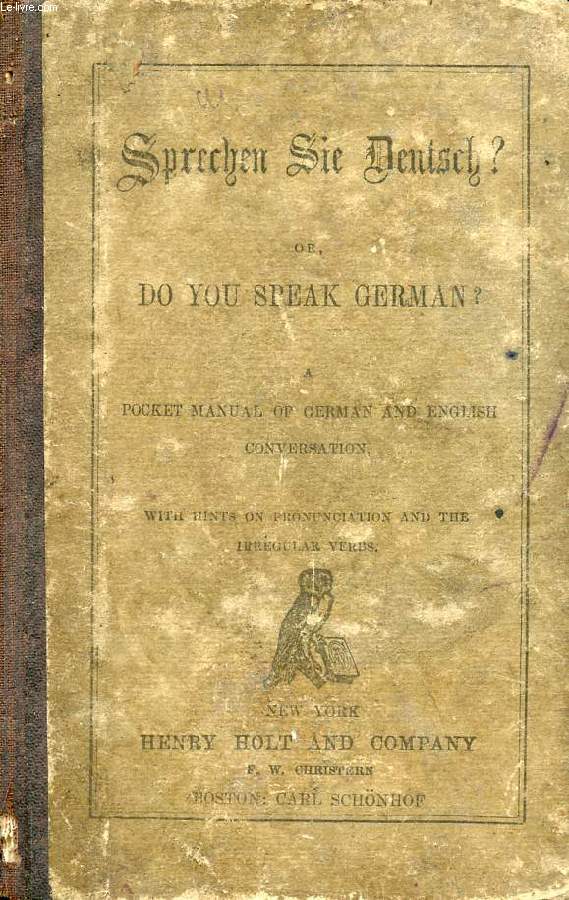 Le-livre.com
Sprechen Sie Deutsch?
OR,
DO YOU SPEAK GERMAN?
A
POCKET MANUAL OF GERMAN AND ENGLISH
CONVERSATION,
WITH HINTS ON PRONUNCIATION AND THE
IRREGULAR VERBS.
NEW YORK
HENRY HOLT AND COMPANY
F. W. CHRISTERN
BOSTON: CARL SCHÖNHOF